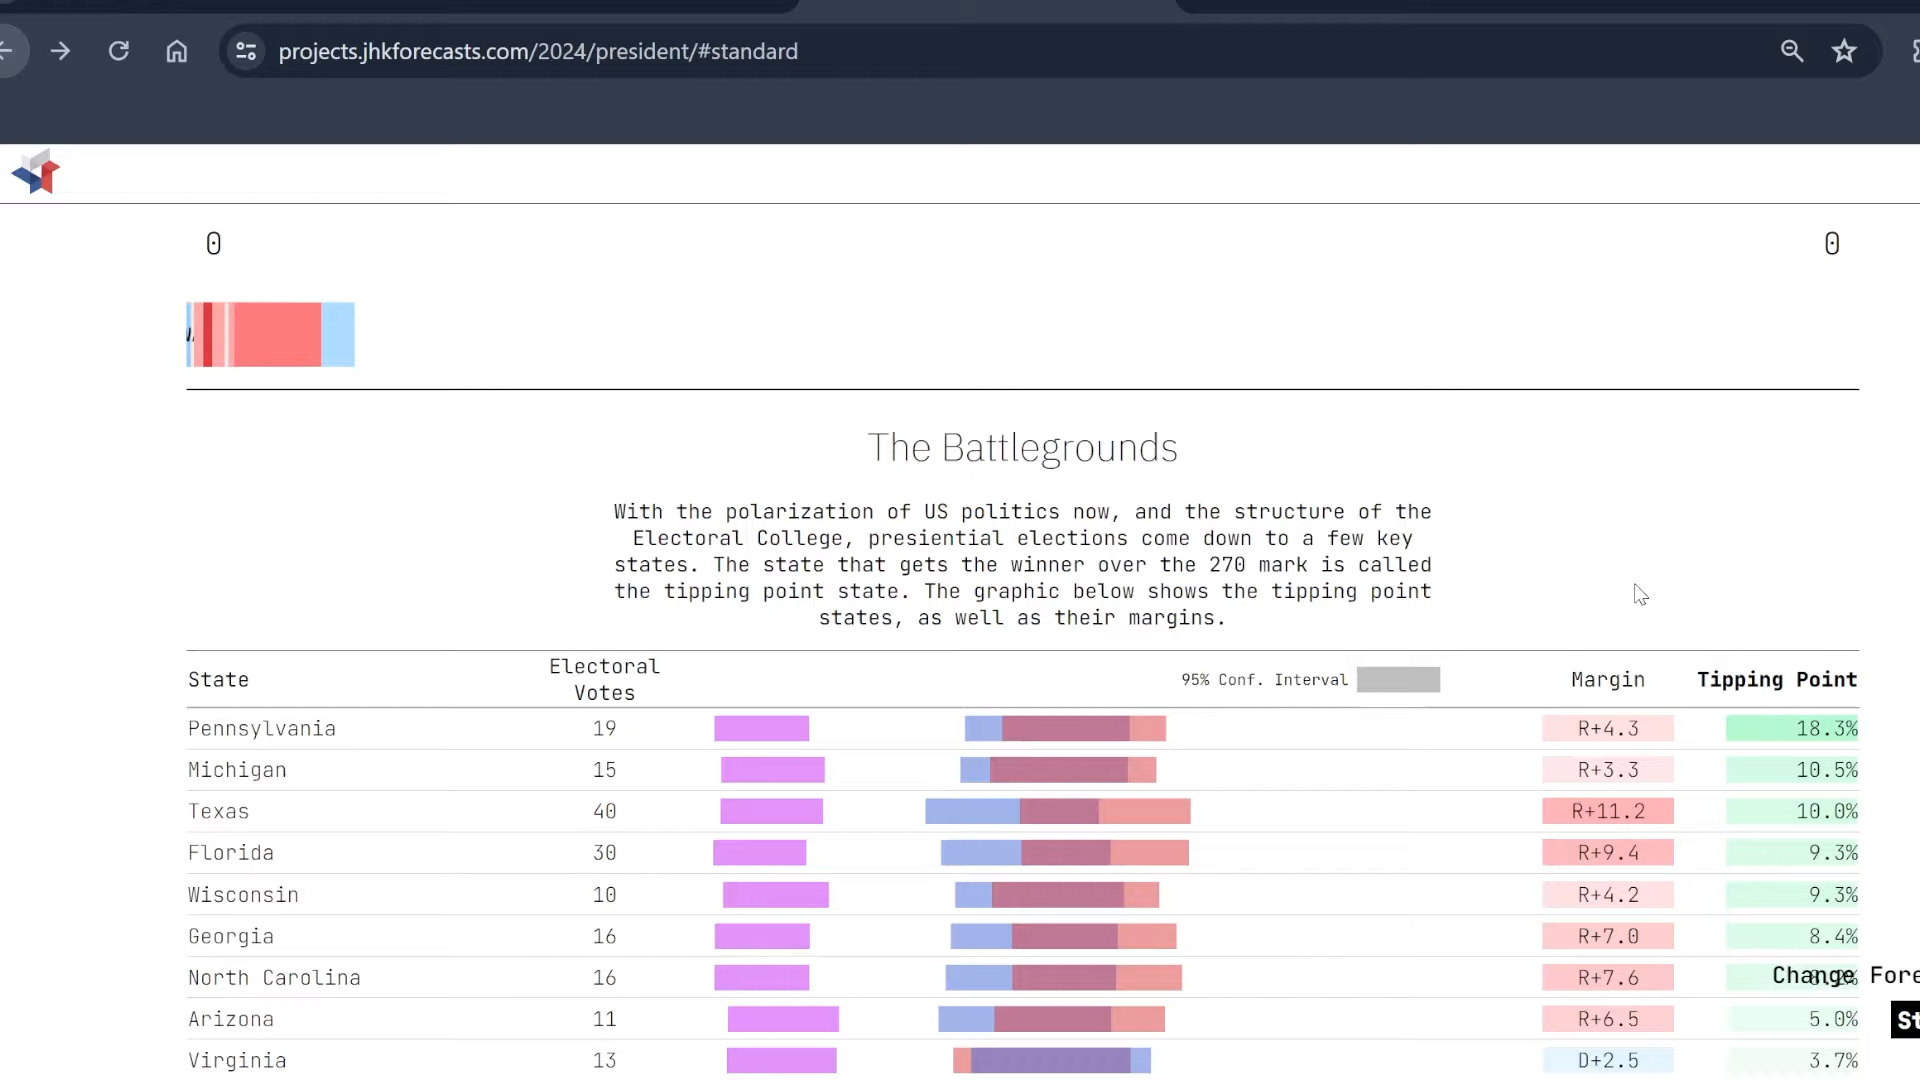 projects.jhkforecasts.com/2024/president/#standard
0 0
The Battlegrounds
With the polarization of US politics now, and the structure of the
Electoral College, presiential elections come down to a few key
states. The state that gets the winner over the 270 mark is called
the tipping point state. The graphic below shows the tipping point
states, as well as their margins.
State Electoral Votes 95% Conf. Interval Margin Tipping Point
Pennsylvania 19 R+4.3 18.3%
Michigan 15 R+3.3 10.5%
Texas 40 R+11.2 10.0%
Florida 30 R+9.4 9.3%
Wisconsin 10 R+4.2 9.3%
Georgia 16 R+7.0 8.4%
North Carolina 16 R+7.6
Change Fore
Arizona 11 R+6.5 5.0%
St
Virginia 13 D+2.5 3.7%